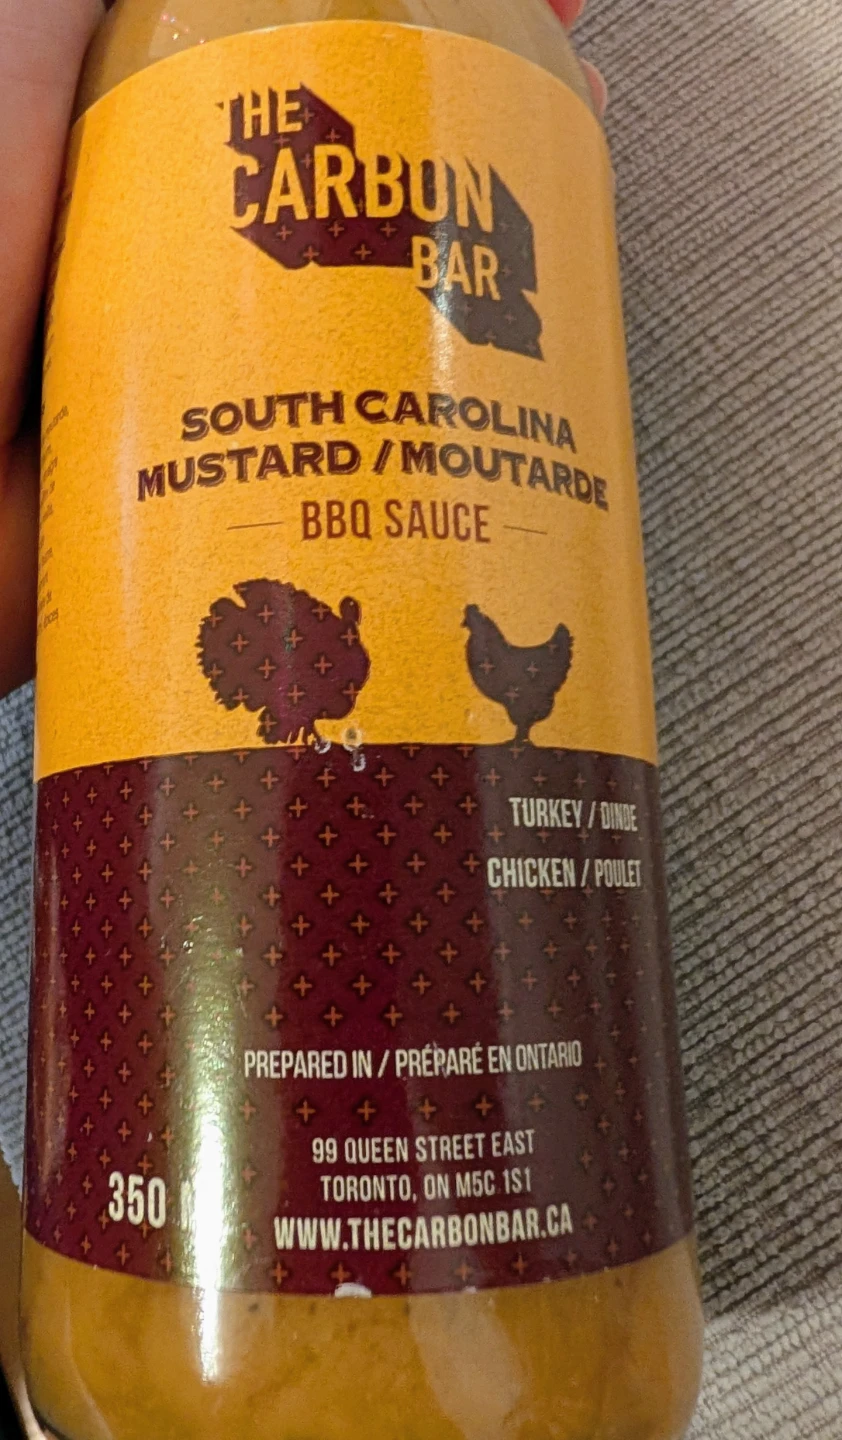 THE
CARBON
BAR
SOUTH CAROLINA
MUSTARD / MOUTARDE
BBQ SAUCE
TURKEY / DINDE
CHICKEN / POULET
PREPARED IN / PRÉPARÉ EN ONTARIO
99 QUEEN STREET EAST
TORONTO, ON M5C 1S1
350
WWW.THECARBONBAR.CA